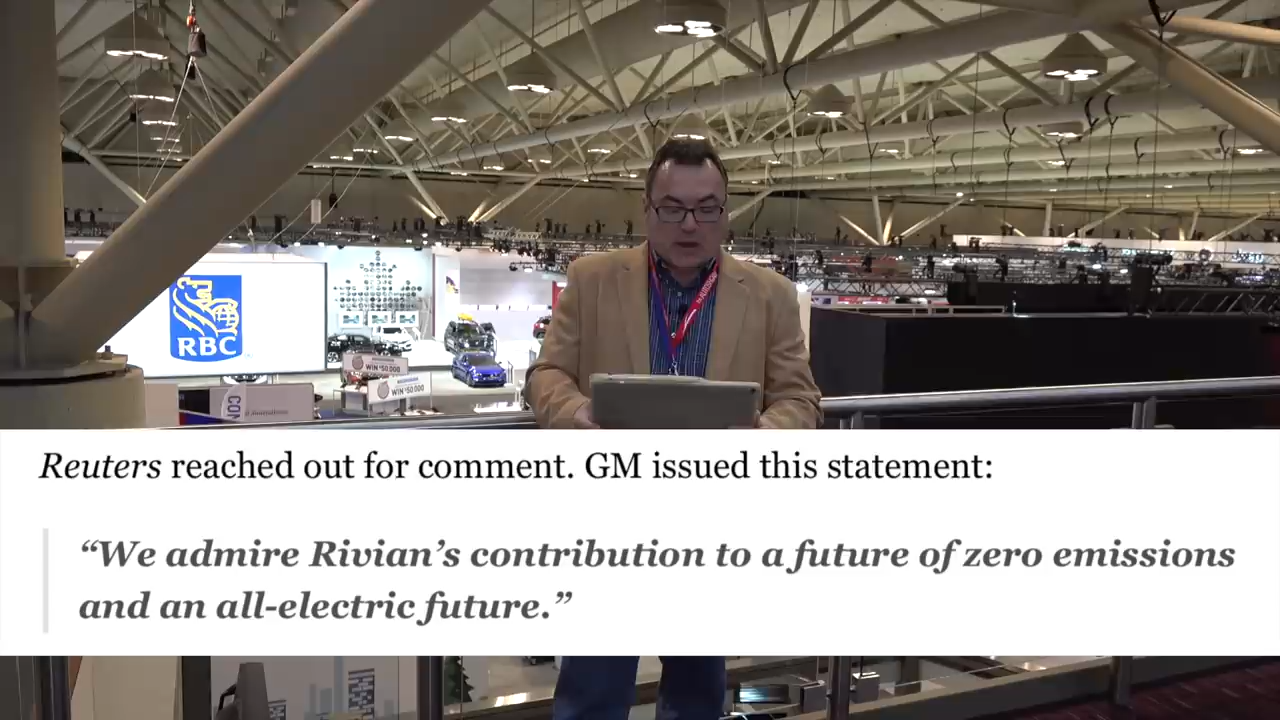 RBC
WIN $50,000
WIN $50,000
CON
Reuters reached out for comment. GM issued this statement:
“We admire Rivian’s contribution to a future of zero emissions
and an all-electric future.”